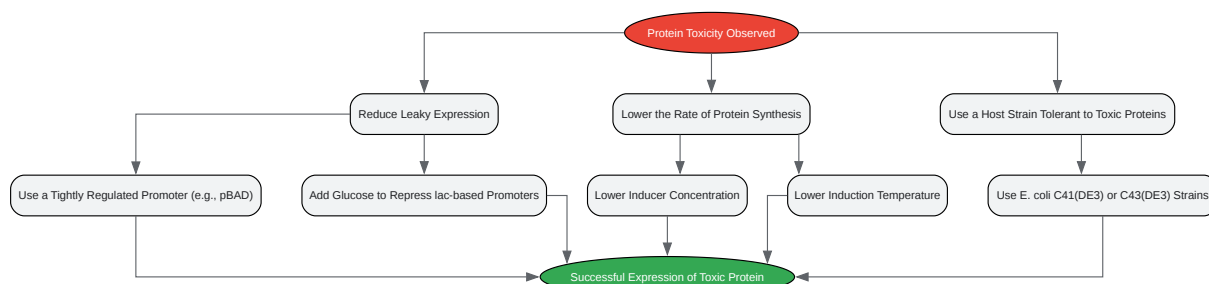 Protein Toxicity Observed
Reduce Leaky Expression
Lower the Rate of Protein Synthesis
Use a Host Strain Tolerant to Toxic Proteins
Use a Tightly Regulated Promoter (e.g., pBAD)
Add Glucose to Repress lac-based Promoters
Lower Inducer Concentration
Lower Induction Temperature
Use E. coli C41(DE3) or C43(DE3) Strains
Successful Expression of Toxic Protein